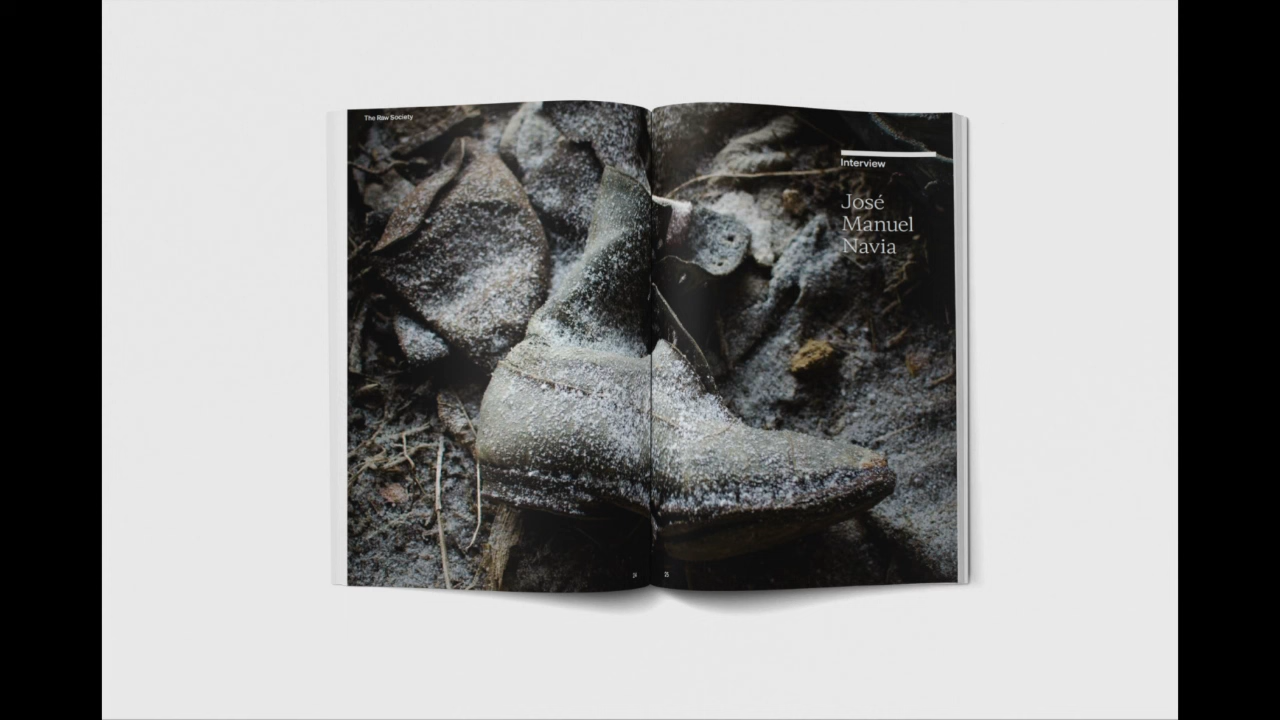 The Raw Society
Interview
José
Manuel
Navia
24
25